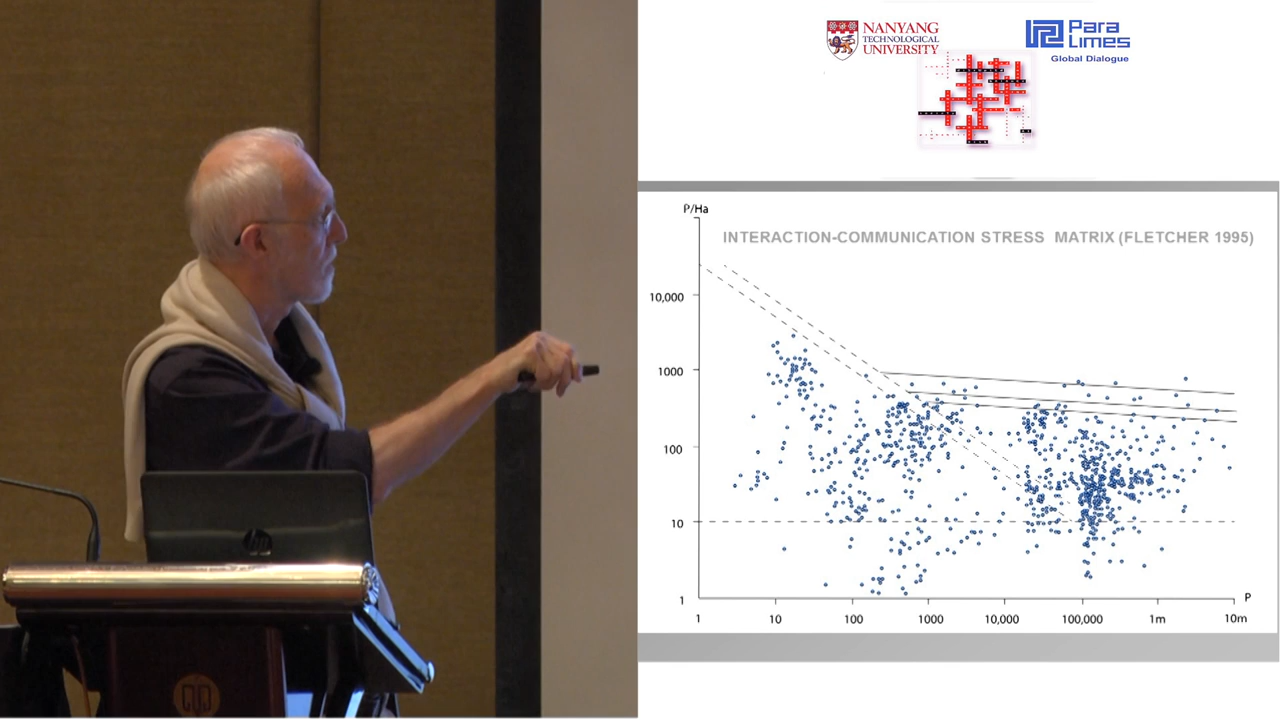 NANYANG
TECHNOLOGICAL
UNIVERSITY
Para
Limes
Global Dialogue
P/Ha
INTERACTION-COMMUNICATION STRESS MATRIX (FLETCHER 1995)
10,000
1000
100
10
1
P
1
10
100
1000
10,000
100,000
1m
10m
hp